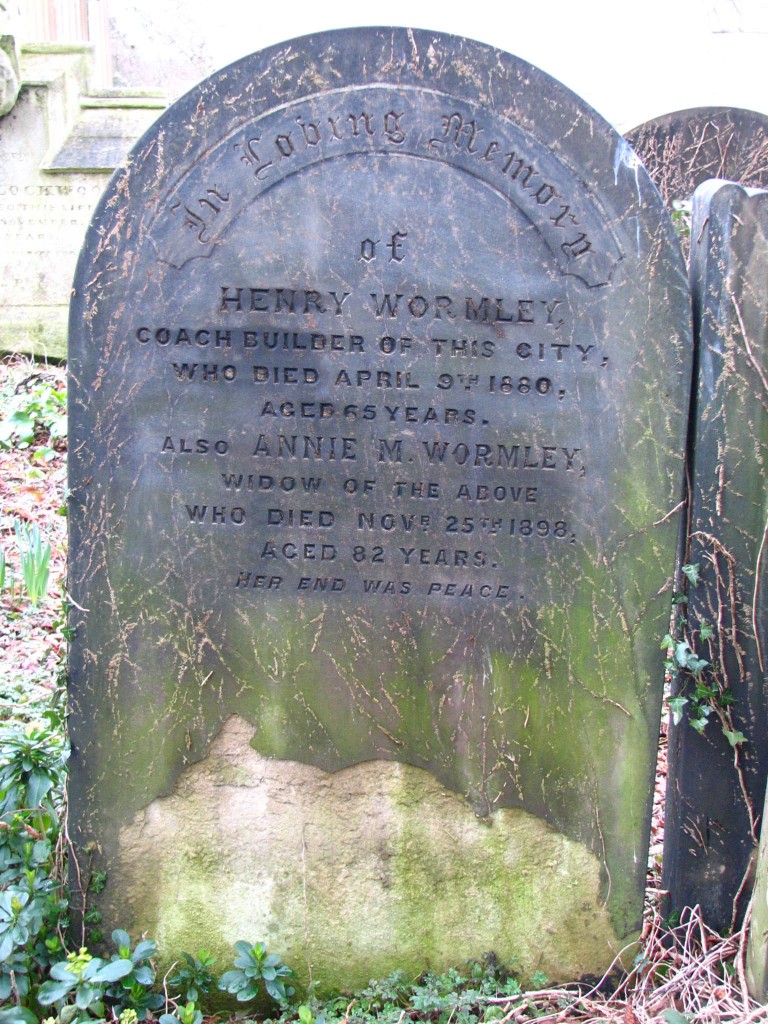 In Loving Memory
of
HENRY WORMLEY,
COACH BUILDER OF THIS CITY,
WHO DIED APRIL 9TH 1880,
AGED 65 YEARS.
ALSO ANNIE M. WORMLEY,
WIDOW OF THE ABOVE
WHO DIED NOVR 25TH 1898,
AGED 82 YEARS.
HER END WAS PEACE.